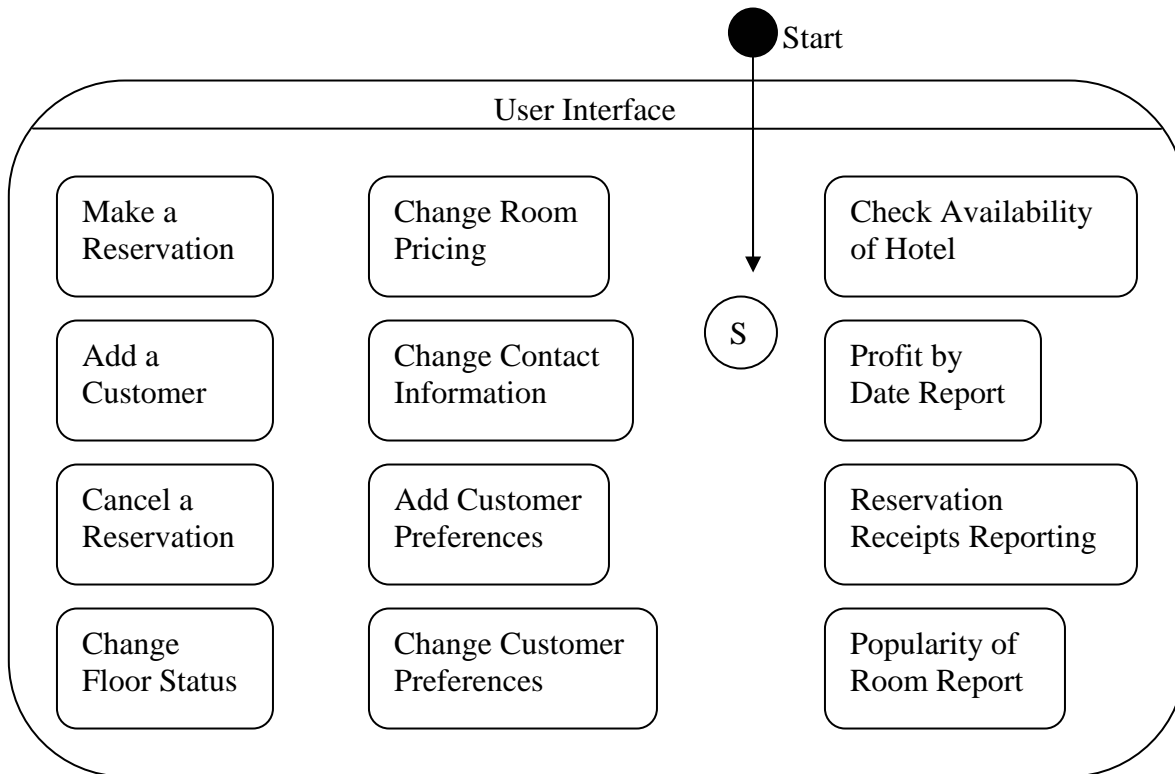 Start
User Interface
Make a
Reservation
Change Room
Pricing
Check Availability
of Hotel
S
Add a
Customer
Change Contact
Information
Profit by
Date Report
Cancel a
Reservation
Add Customer
Preferences
Reservation
Receipts Reporting
Change
Floor Status
Change Customer
Preferences
Popularity of
Room Report